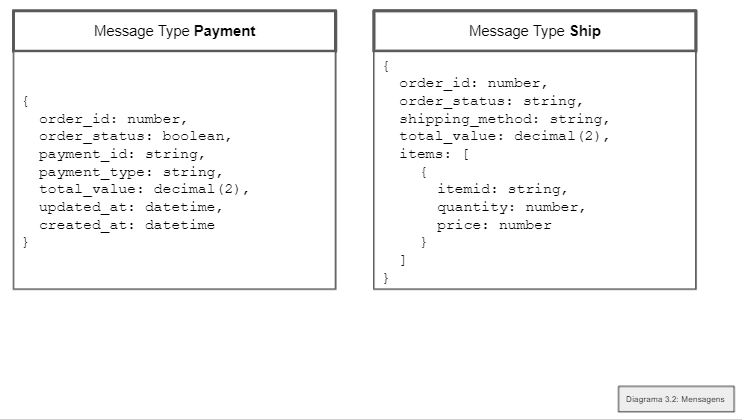 Message Type Payment
{
order_id: number,
order_status: boolean,
payment_id: string,
payment_type: string,
total_value: decimal(2),
updated_at: datetime,
created_at: datetime
}
Message Type Ship
{
order_id: number,
order_status: string,
shipping_method: string,
total_value: decimal(2),
items: [
{
itemid: string,
quantity: number,
price: number
}
]
}
Diagrama 3.2: Mensagens